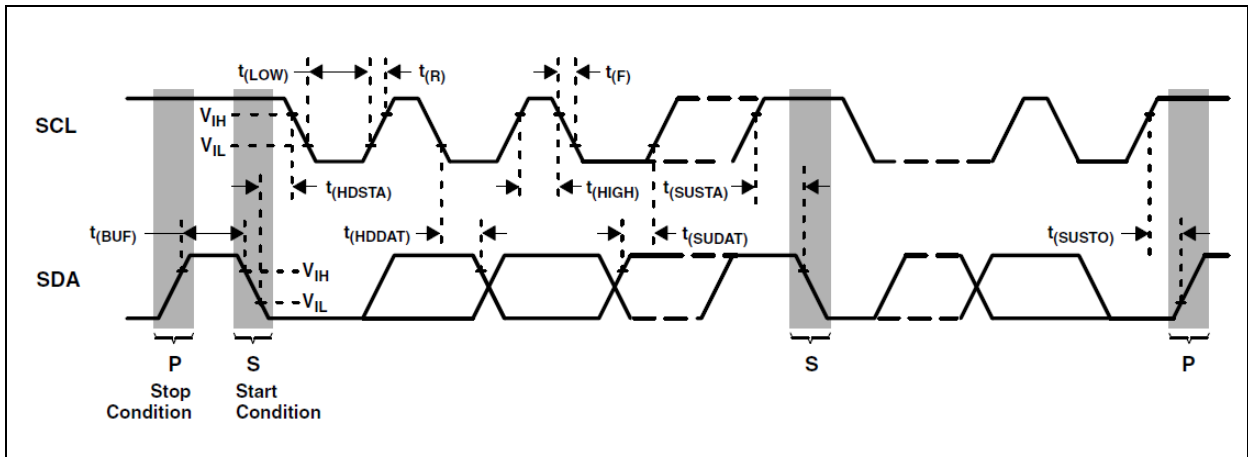 t(LOW)
t(R)
t(F)
SCL
VIH
VIL
t(HDSTA)
t(HIGH)
t(SUSTA)
t(BUF)
t(HDDAT)
t(SUDAT)
t(SUSTO)
SDA
VIH
VIL
P
S
S
P
Stop
Condition
Start
Condition